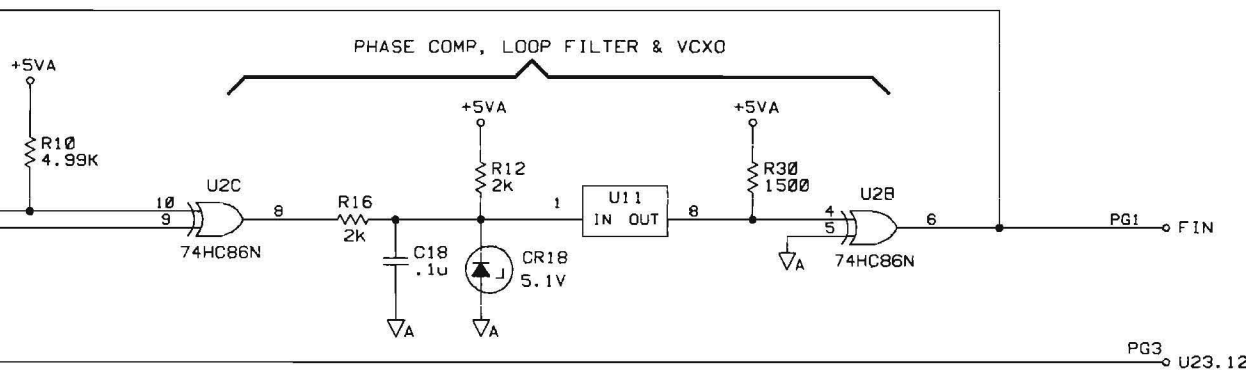 PHASE COMP, LOOP FILTER & VCXO
+5VA
R10
4.99K
10
9
U2C
8
74HC86N
R16
2k
C18
.1u
A
+5VA
R12
2k
CR18
5.1V
A
1
U11
IN OUT
8
+5VA
R30
1500
4
5
A
U2B
6
74HC86N
PG1
FIN
PG3
U23.12